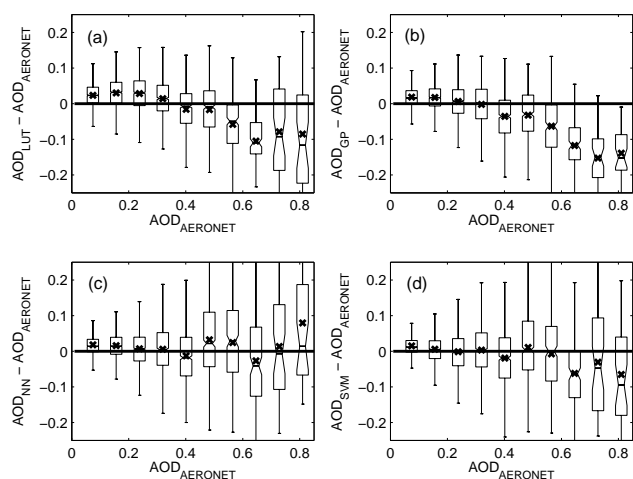 (a)
AOD_LUT − AOD_AERONET
0.2
0.1
0
−0.1
−0.2
0 0.2 0.4 0.6 0.8
AOD_AERONET
(b)
AOD_GP − AOD_AERONET
0.2
0.1
0
−0.1
−0.2
0 0.2 0.4 0.6 0.8
AOD_AERONET
(c)
AOD_NN − AOD_AERONET
0.2
0.1
0
−0.1
−0.2
0 0.2 0.4 0.6 0.8
AOD_AERONET
(d)
AOD_SVM − AOD_AERONET
0.2
0.1
0
−0.1
−0.2
0 0.2 0.4 0.6 0.8
AOD_AERONET